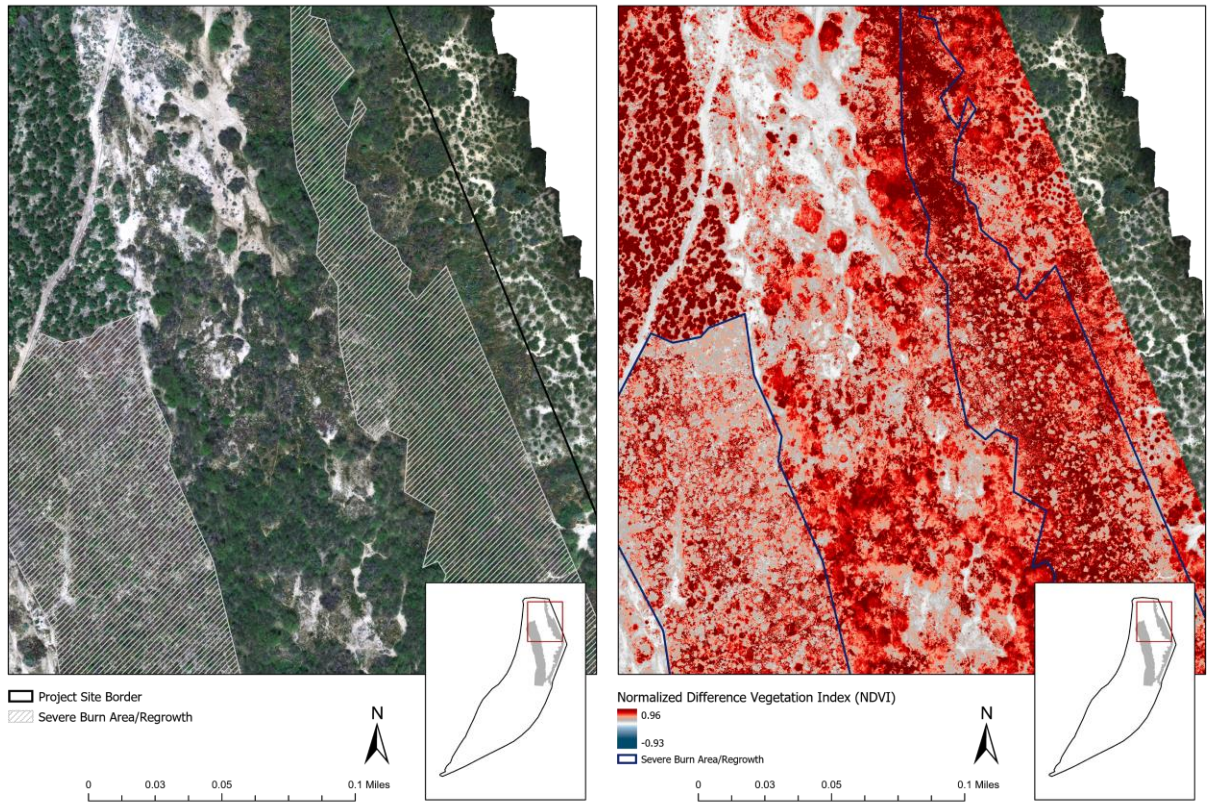 Project Site Border
Severe Burn Area/Regrowth
N
0 0.03 0.05 0.1 Miles
Normalized Difference Vegetation Index (NDVI)
0.96
-0.93
Severe Burn Area/Regrowth
N
0 0.03 0.05 0.1 Miles